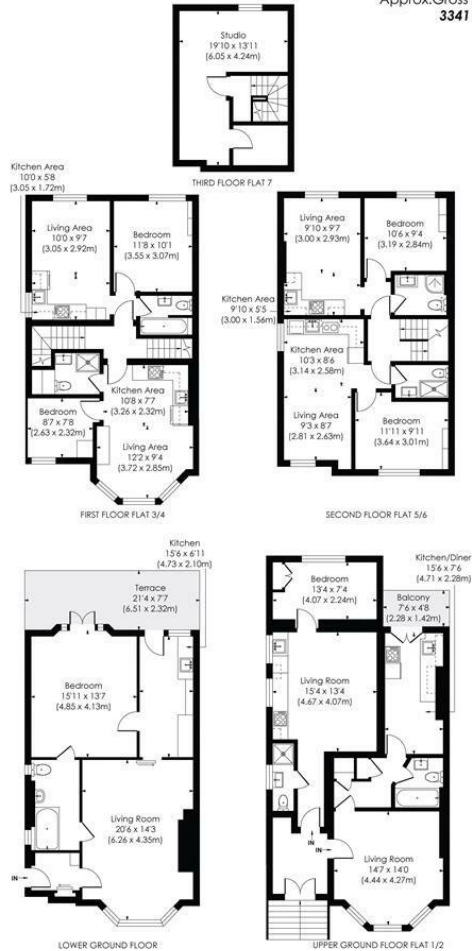 Approx.Gross
3341
Studio
19'10 x 13'11
(6.05 x 4.24m)
THIRD FLOOR FLAT 7
Kitchen Area
10'0 x 5'8
(3.05 x 1.72m)
Living Area
10'0 x 9'7
(3.05 x 2.92m)
Bedroom
11'8 x 10'1
(3.55 x 3.07m)
Kitchen Area
10'8 x 7'7
(3.26 x 2.32m)
Bedroom
8'7 x 7'8
(2.63 x 2.32m)
Living Area
12'2 x 9'4
(3.72 x 2.85m)
FIRST FLOOR FLAT 3/4
Living Area
9'10 x 9'7
(3.00 x 2.93m)
Bedroom
10'6 x 9'4
(3.19 x 2.84m)
Kitchen Area
9'10 x 5'5
(3.00 x 1.56m)
Kitchen Area
10'3 x 8'6
(3.14 x 2.58m)
Living Area
9'3 x 8'7
(2.81 x 2.63m)
Bedroom
11'11 x 9'11
(3.64 x 3.01m)
SECOND FLOOR FLAT 5/6
Kitchen
15'6 x 6'11
(4.73 x 2.10m)
Terrace
21'4 x 7'7
(6.51 x 2.32m)
Bedroom
15'11 x 13'7
(4.85 x 4.13m)
Living Room
20'6 x 14'3
(6.26 x 4.35m)
IN
LOWER GROUND FLOOR
Kitchen/Diner
15'6 x 7'6
(4.71 x 2.28m)
Bedroom
13'4 x 7'4
(4.07 x 2.24m)
Balcony
7'6 x 4'8
(2.28 x 1.42m)
Living Room
15'4 x 13'4
(4.67 x 4.07m)
IN
IN
Living Room
14'7 x 14'0
(4.44 x 4.27m)
UPPER GROUND FLOOR FLAT 1/2